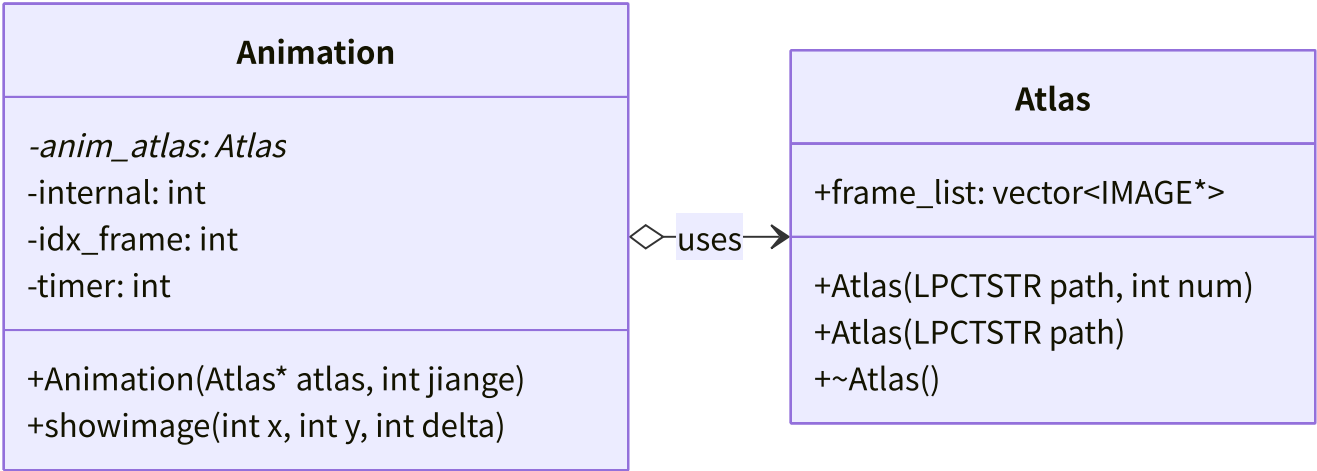 Animation
-anim_atlas: Atlas
-internal: int
-idx_frame: int
-timer: int
+Animation(Atlas* atlas, int jiange)
+showimage(int x, int y, int delta)
uses
Atlas
+frame_list: vector<IMAGE*>
+Atlas(LPCTSTR path, int num)
+Atlas(LPCTSTR path)
+~Atlas()